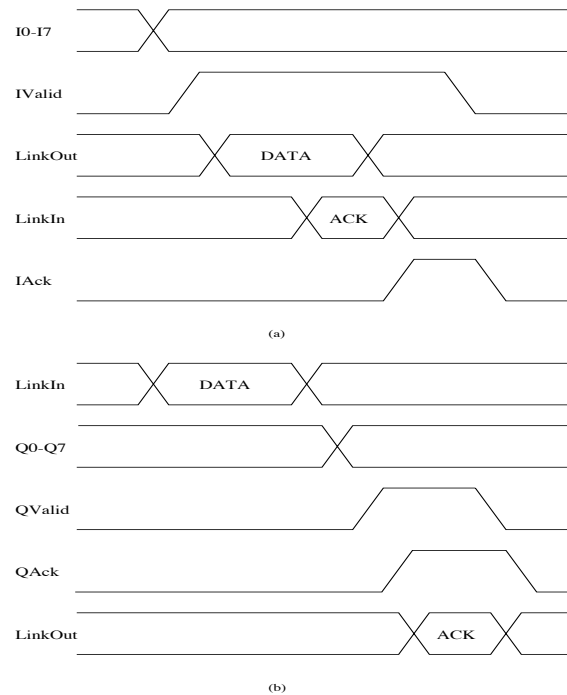 I0-I7
IValid
LinkOut DATA
LinkIn ACK
IAck
(a)
LinkIn DATA
Q0-Q7
QValid
QAck
LinkOut ACK
(b)